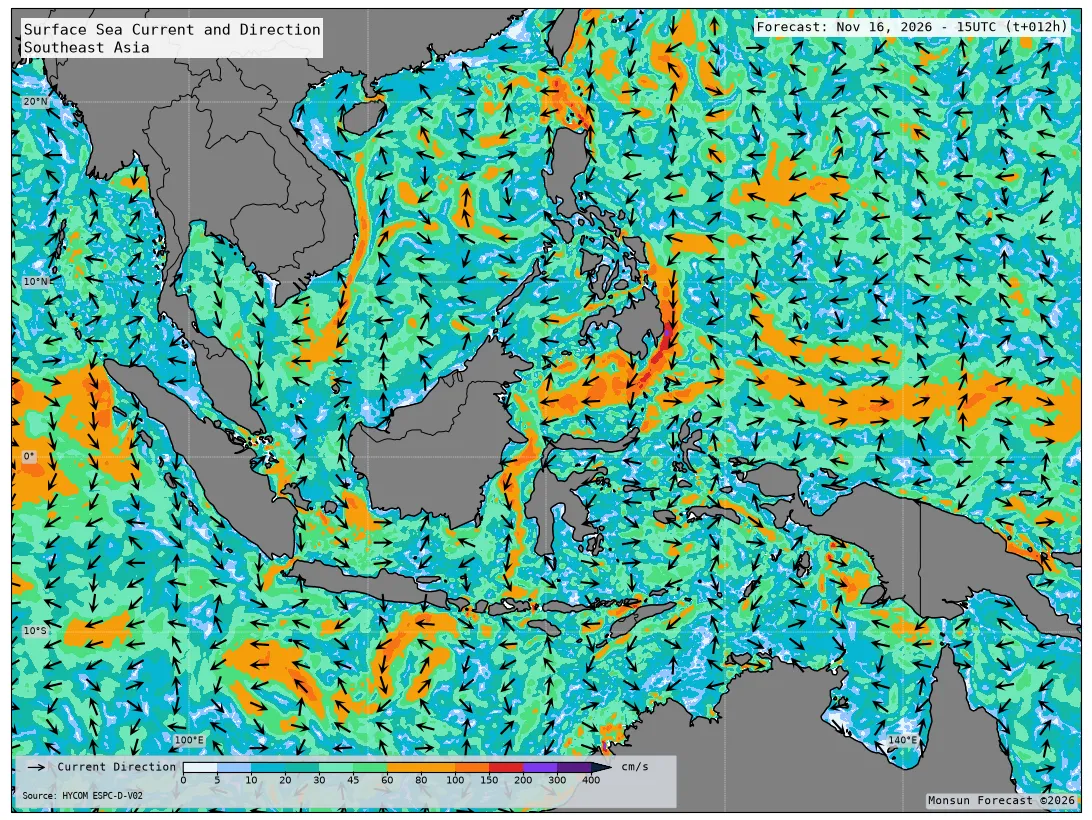 Surface Sea Current and Direction
Southeast Asia
Forecast: Nov 16, 2026 - 15UTC (t+012h)
20°N
10°N
0°
10°S
100°E
140°E
Current Direction
0 5 10 20 30 45 60 80 100 150 200 300 400
cm/s
Source: HYCOM ESPC-D-V02
Monsun Forecast ©2026